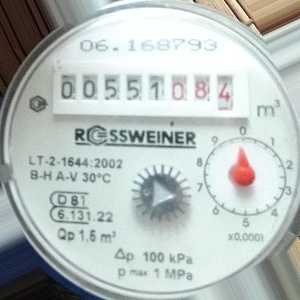 06.168793
00551084
m³
ROSSWEINER
LT-2-1644:2002
B-H A-V 30°C
D 81
6.131.22
Qp 1,5 m³
Δp 100 kPa
p max 1 MPa
0
1
2
3
4
5
6
7
8
9
x0,0001